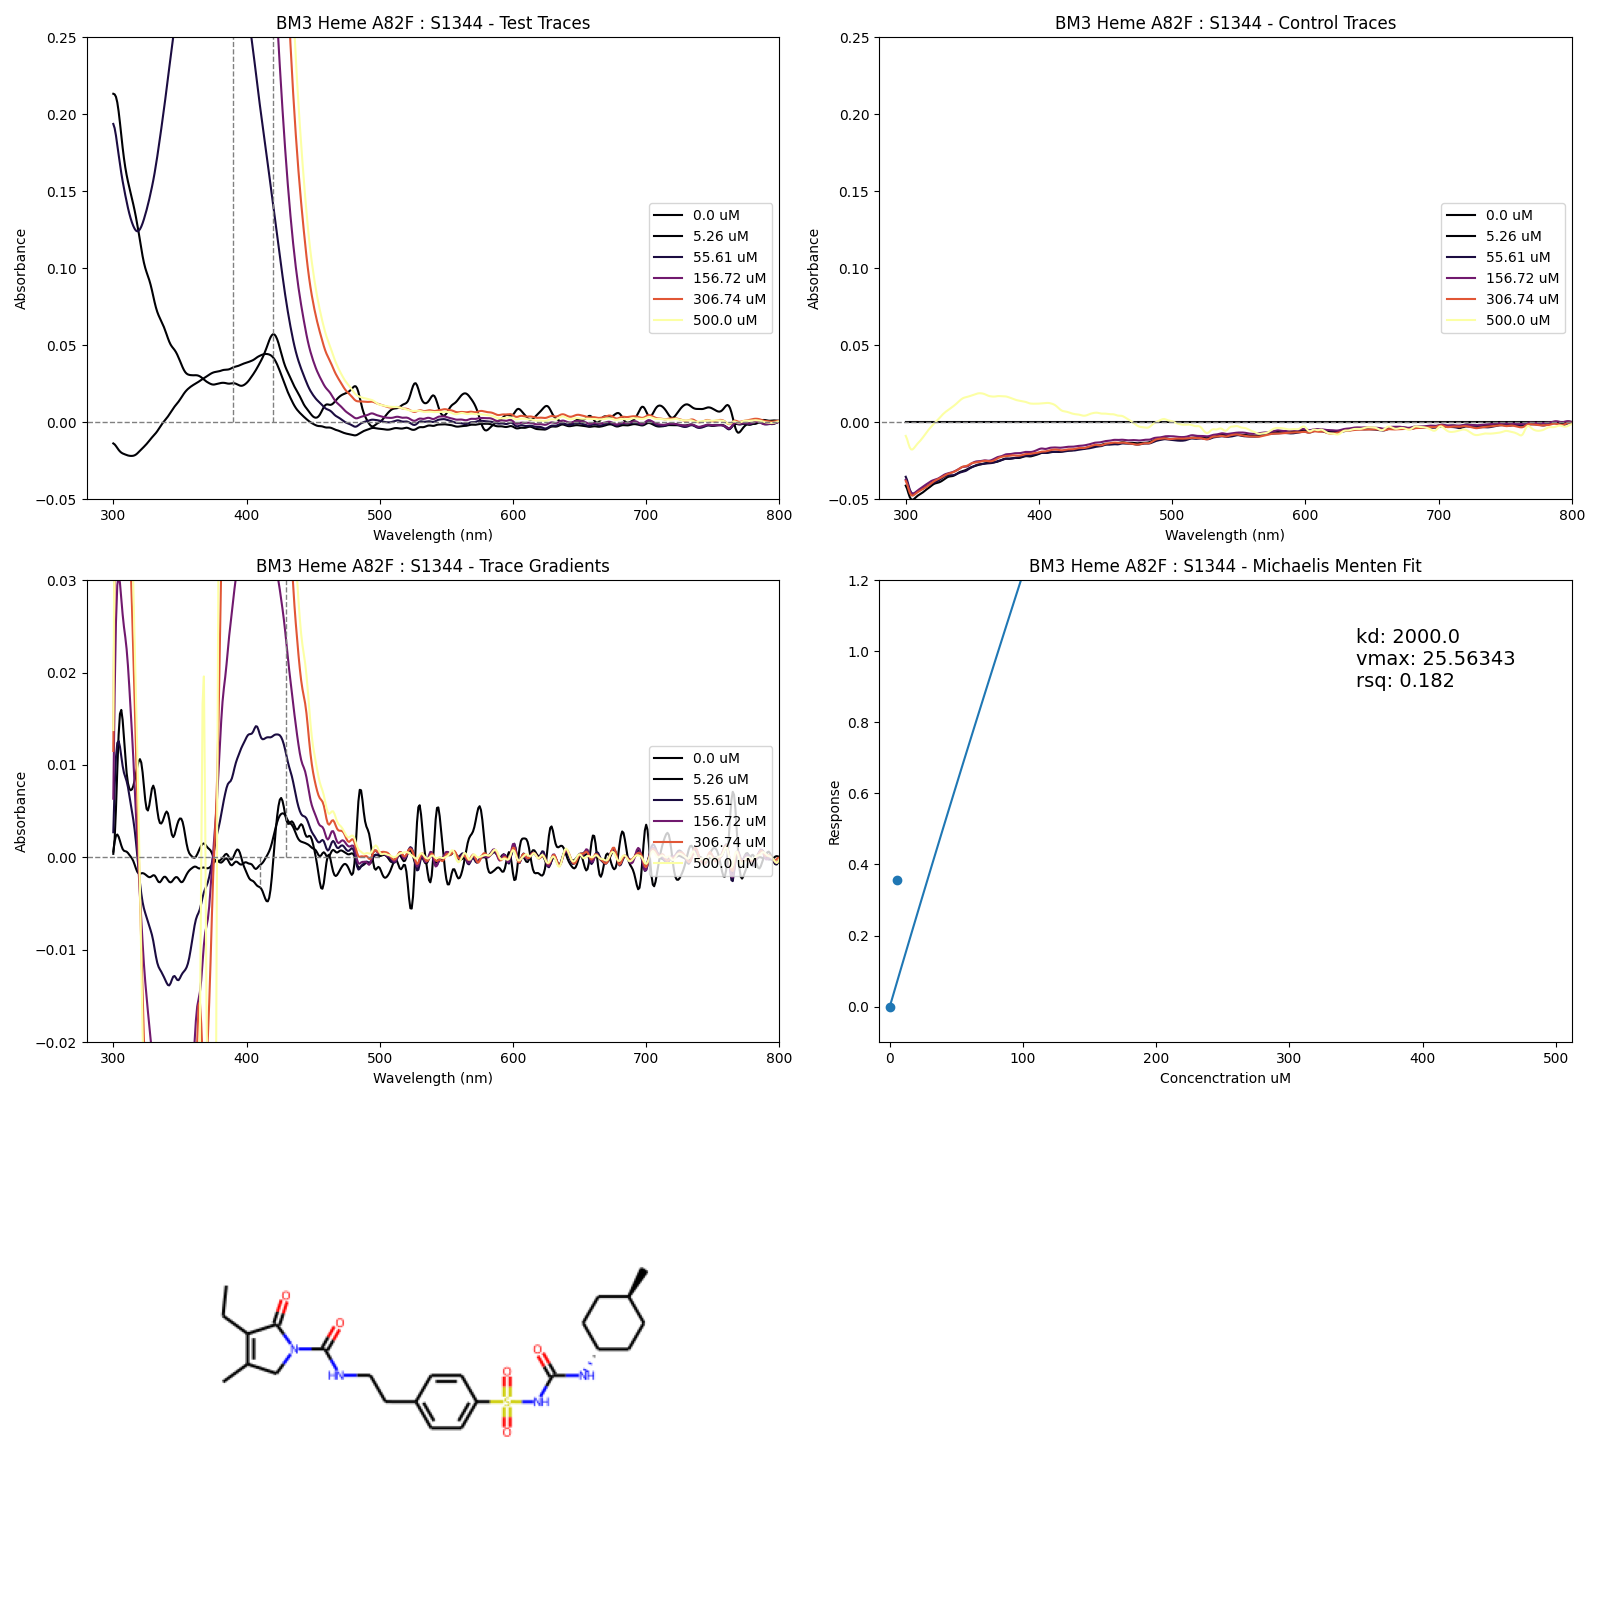 BM3 Heme A82F : S1344 - Test Traces
0.25
0.20
0.15
0.10
0.05
0.00
−0.05
Absorbance
300
400
500
600
700
800
Wavelength (nm)
0.0 uM
5.26 uM
55.61 uM
156.72 uM
306.74 uM
500.0 uM
BM3 Heme A82F : S1344 - Control Traces
0.25
0.20
0.15
0.10
0.05
0.00
−0.05
Absorbance
300
400
500
600
700
800
Wavelength (nm)
0.0 uM
5.26 uM
55.61 uM
156.72 uM
306.74 uM
500.0 uM
BM3 Heme A82F : S1344 - Trace Gradients
0.03
0.02
0.01
0.00
−0.01
−0.02
Absorbance
300
400
500
600
700
800
Wavelength (nm)
0.0 uM
5.26 uM
55.61 uM
156.72 uM
306.74 uM
500.0 uM
BM3 Heme A82F : S1344 - Michaelis Menten Fit
1.2
1.0
0.8
0.6
0.4
0.2
0.0
Response
0
100
200
300
400
500
Concenctration uM
kd: 2000.0
vmax: 25.56343
rsq: 0.182
O
N
O
HN
O
S
O
NH
O
NH